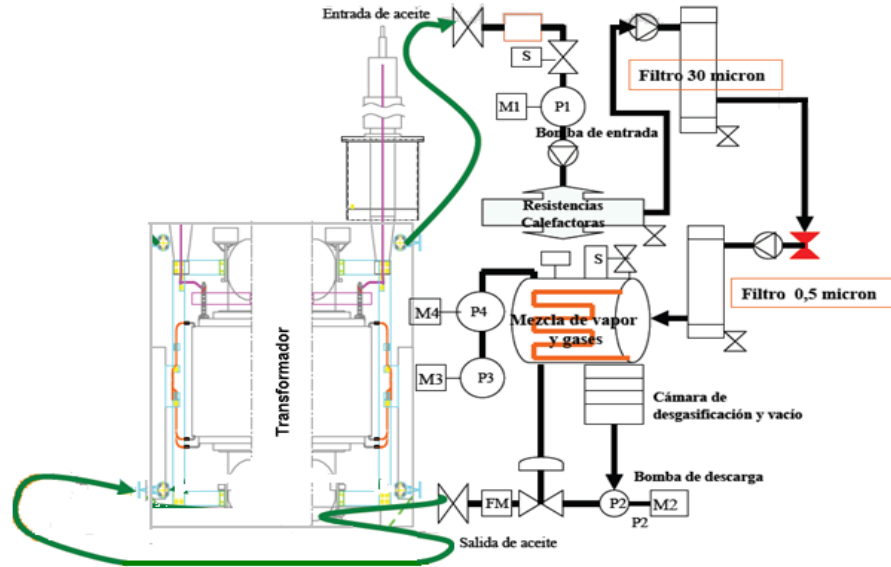 Entrada de aceite
S
M1
P1
Bomba de entrada
Filtro 30 micron
Resistencias
Calefactoras
S
Filtro 0,5 micron
M4
P4
Mezcla de vapor
y gases
M3
P3
Transformador
Cámara de
desgasificación y vacío
Bomba de descarga
FM
P2
M2
P2
Salida de aceite